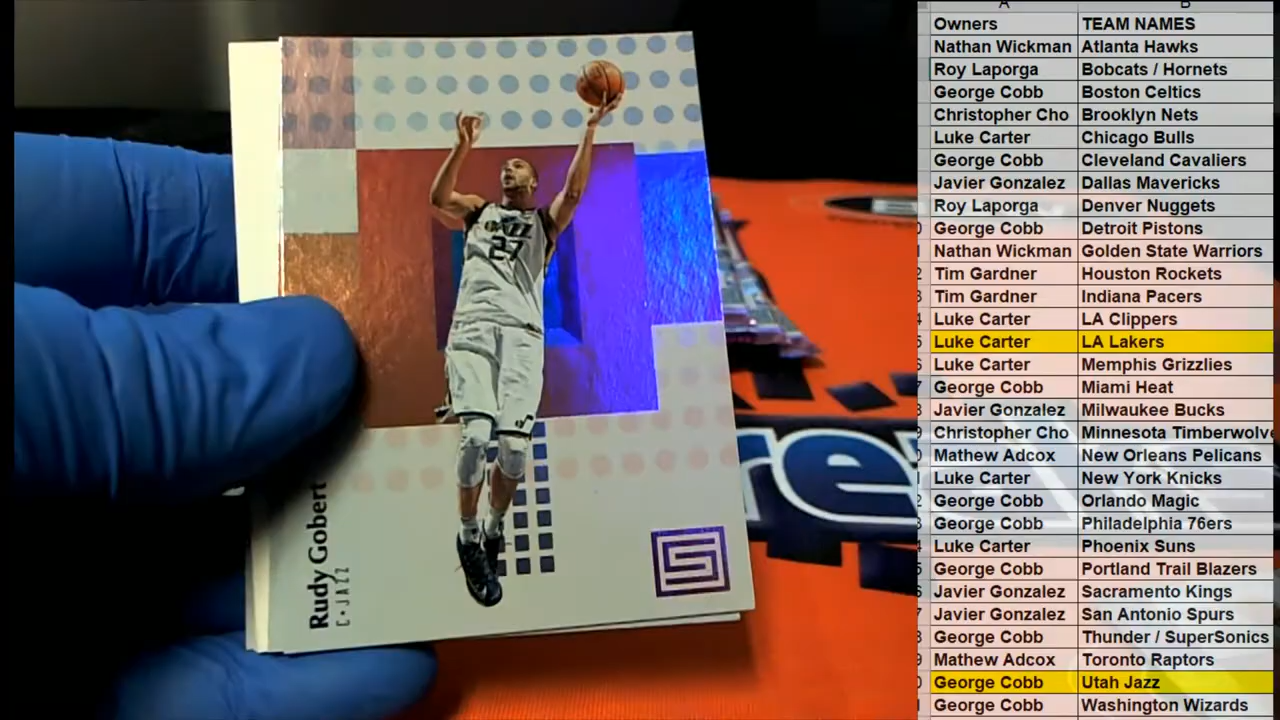 JAZZ
27
Rudy Gobert
C • JAZZ
re
A B
Owners TEAM NAMES
Nathan Wickman Atlanta Hawks
Roy Laporga Bobcats / Hornets
George Cobb Boston Celtics
Christopher Cho Brooklyn Nets
Luke Carter Chicago Bulls
George Cobb Cleveland Cavaliers
Javier Gonzalez Dallas Mavericks
Roy Laporga Denver Nuggets
George Cobb Detroit Pistons
Nathan Wickman Golden State Warriors
Tim Gardner Houston Rockets
Tim Gardner Indiana Pacers
Luke Carter LA Clippers
Luke Carter LA Lakers
Luke Carter Memphis Grizzlies
George Cobb Miami Heat
Javier Gonzalez Milwaukee Bucks
Christopher Cho Minnesota Timberwolve
Mathew Adcox New Orleans Pelicans
Luke Carter New York Knicks
George Cobb Orlando Magic
George Cobb Philadelphia 76ers
Luke Carter Phoenix Suns
George Cobb Portland Trail Blazers
Javier Gonzalez Sacramento Kings
Javier Gonzalez San Antonio Spurs
George Cobb Thunder / SuperSonics
Mathew Adcox Toronto Raptors
George Cobb Utah Jazz
George Cobb Washington Wizards